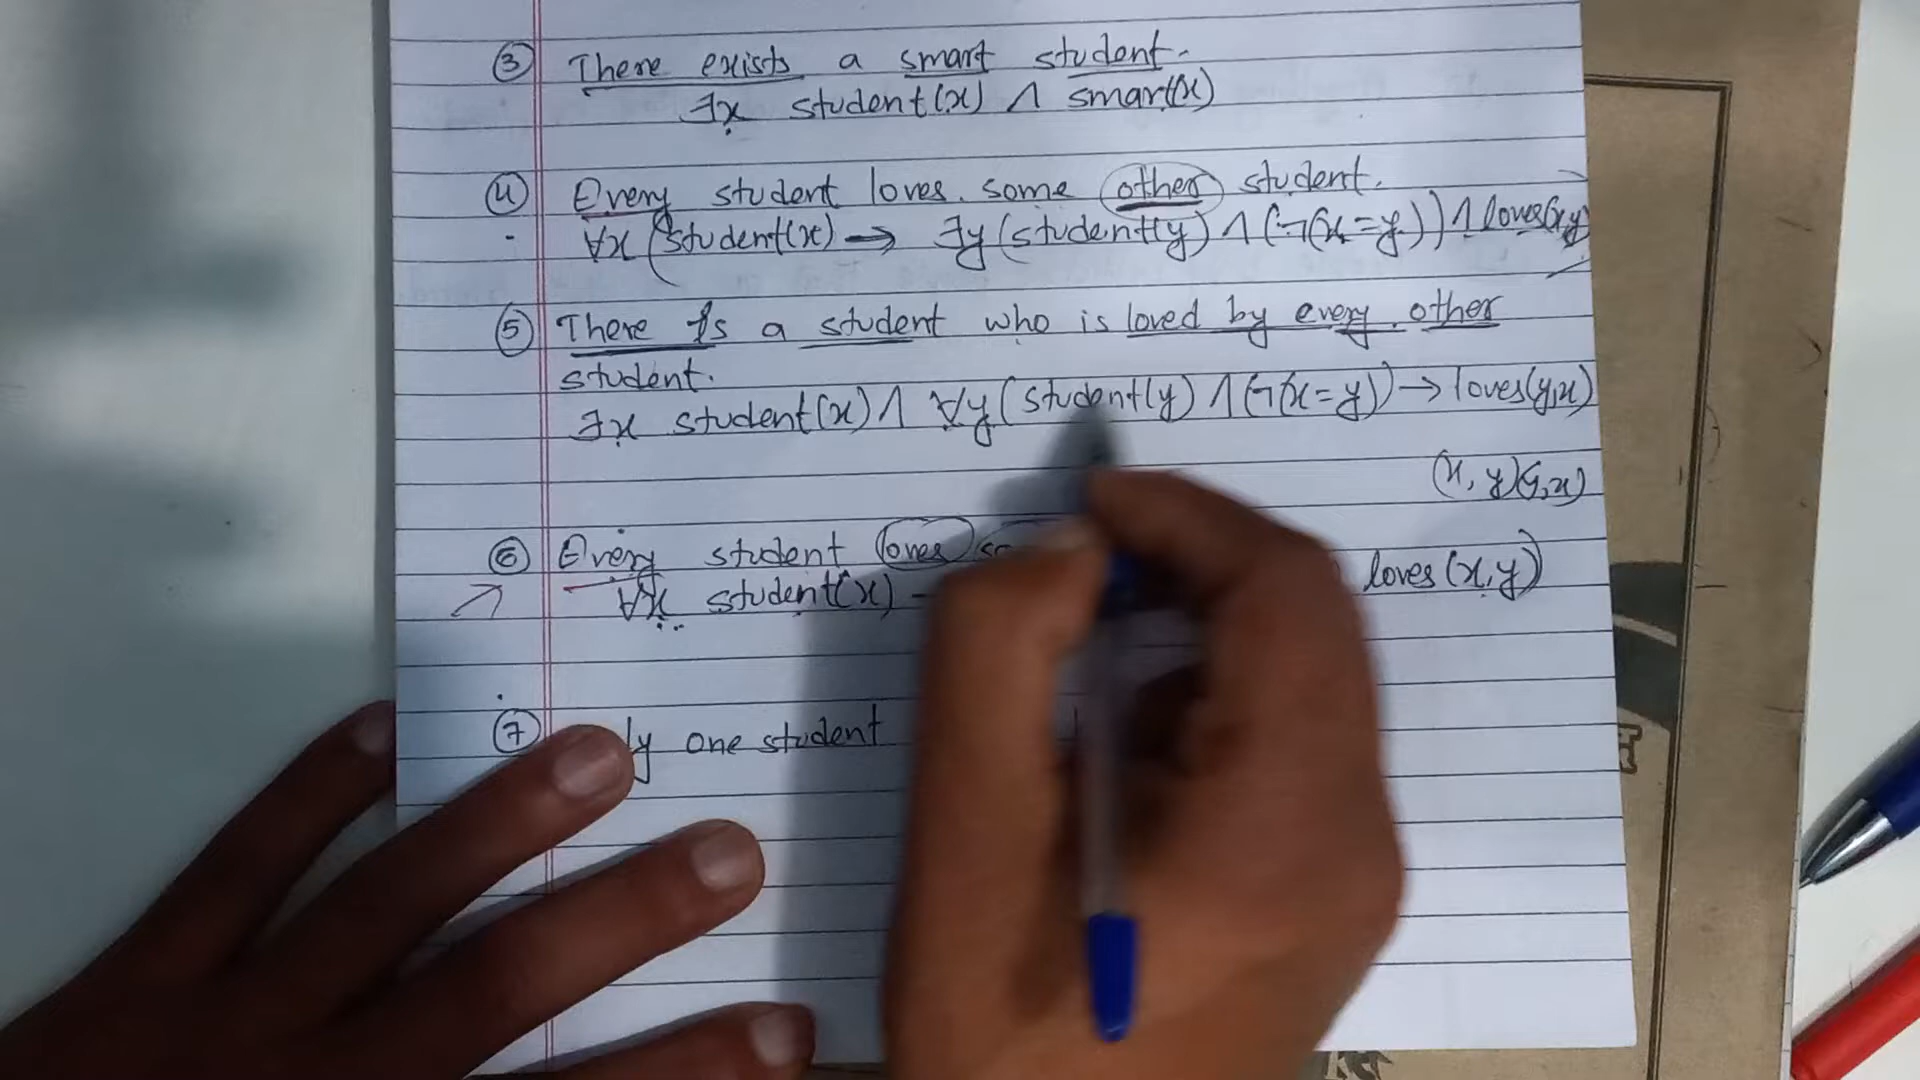 ③ There exists a smart student.
∃x student(x) ∧ smart(x)
④ Every student loves some other student.
∀x (student(x) → ∃y (student(y) ∧ (¬(x=y)) ∧ loves(x,y)
⑤ There is a student who is loved by every other
student.
∃x student(x) ∧ ∀y (student(y) ∧ (¬(x=y)) → loves(y,x)
(x, y)(y,x)
⑥ Every student loves
∀x student(x) loves(x,y)
⑦ one student